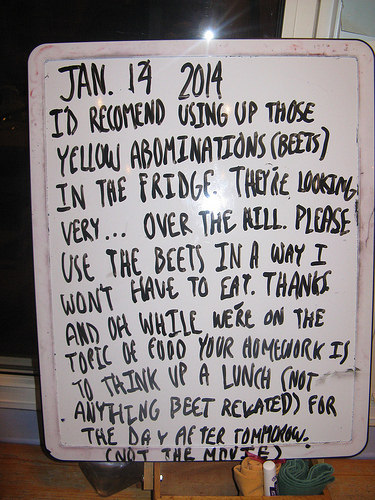 JAN. 14 2014
I'D RECOMEND USING UP THOSE
YELLOW ABOMINATIONS (BEETS)
IN THE FRIDGE. THEY'RE LOOKING
VERY... OVER THE HILL. PLEASE
USE THE BEETS IN A WAY I
WON'T HAVE TO EAT. THANKS
AND OH WHILE WE'RE ON THE
TOPIC OF FOOD YOUR HOMEWORK IS
TO THINK UP A LUNCH (NOT
ANYTHING BEET RELATED) FOR
THE DAY AFTER TOMMOROW.
(NOT THE MOVIE)